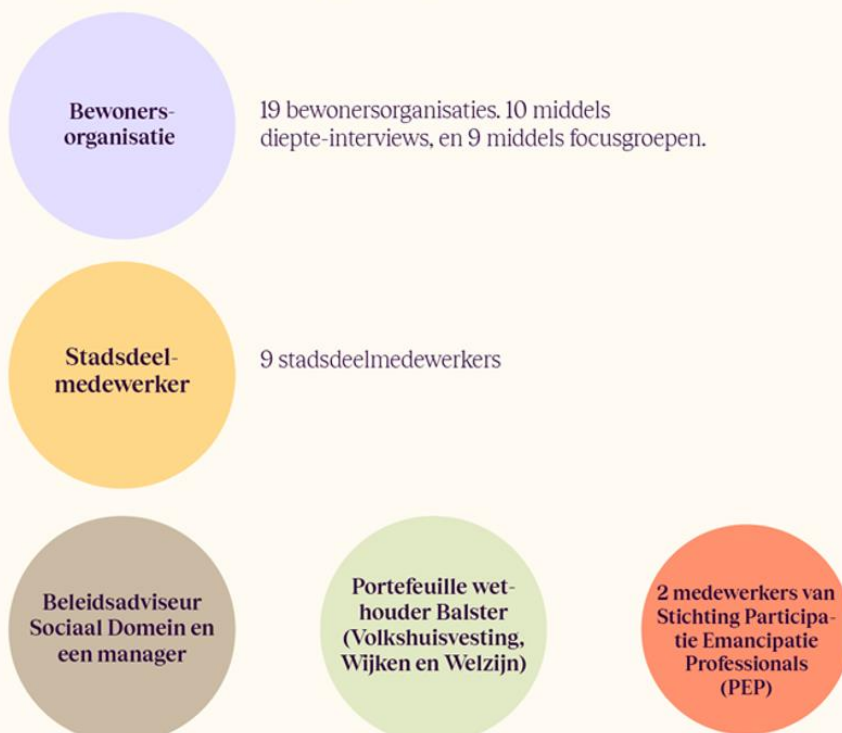 Bewoners-
organisatie
19 bewonersorganisaties. 10 middels
diepte-interviews, en 9 middels focusgroepen.
Stadsdeel-
medewerker
9 stadsdeelmedewerkers
Beleidsadviseur
Sociaal Domein en
een manager
Portefeuille wet-
houder Balster
(Volkshuisvesting,
Wijken en Welzijn)
2 medewerkers van
Stichting Participa-
tie Emancipatie
Professionals
(PEP)